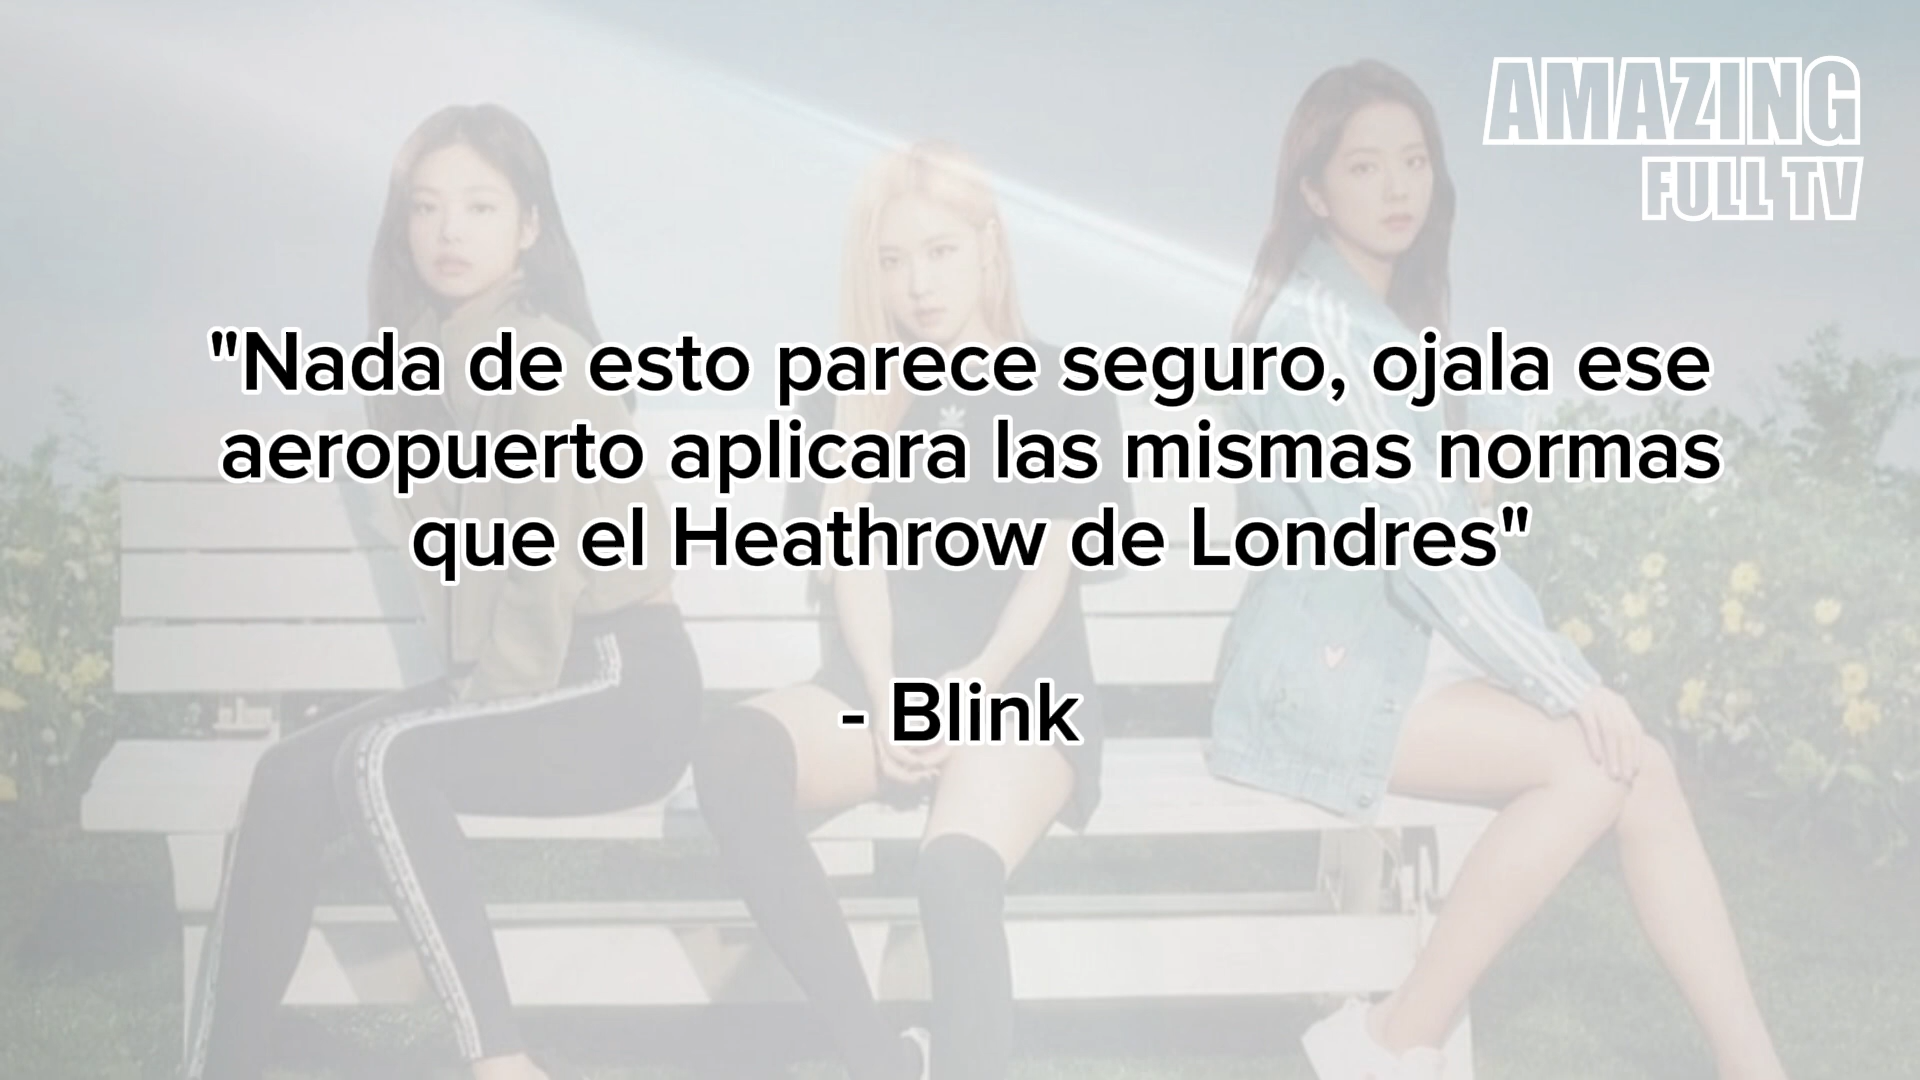 AMAZING
FULL TV
"Nada de esto parece seguro, ojala ese
aeropuerto aplicara las mismas normas
que el Heathrow de Londres"
- Blink